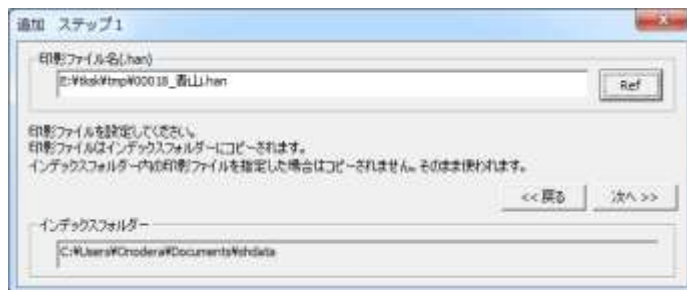 追加 ステップ1
印影ファイル名(.han)
E:¥tksk¥tmp¥00018_青山.han
Ref
印影ファイルを設定してください。
印影ファイルはインデックスフォルダーにコピーされます。
インデックスフォルダー内の印影ファイルを指定した場合はコピーされません。そのまま使われます。
<< 戻る 次へ >>
インデックスフォルダー
C:¥Users¥Onodera¥Documents¥shdata